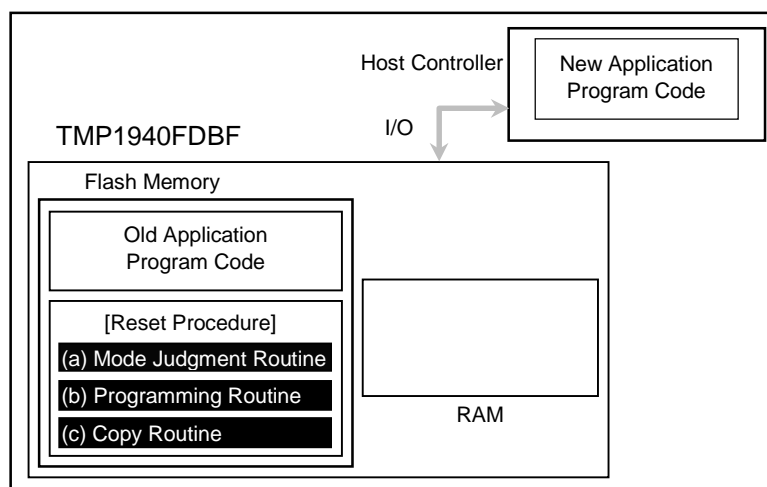 Host Controller
New Application
Program Code
I/O
TMP1940FDBF
Flash Memory
Old Application
Program Code
[Reset Procedure]
(a) Mode Judgment Routine
(b) Programming Routine
(c) Copy Routine
RAM